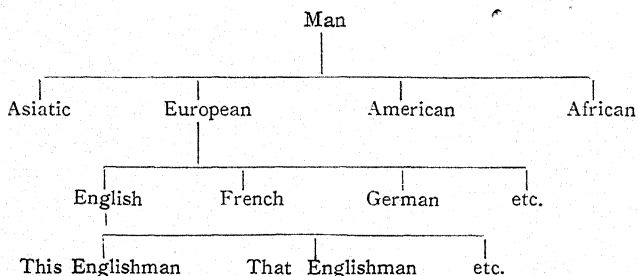 Man
Asiatic European American African
English French German etc.
This Englishman That Englishman etc.